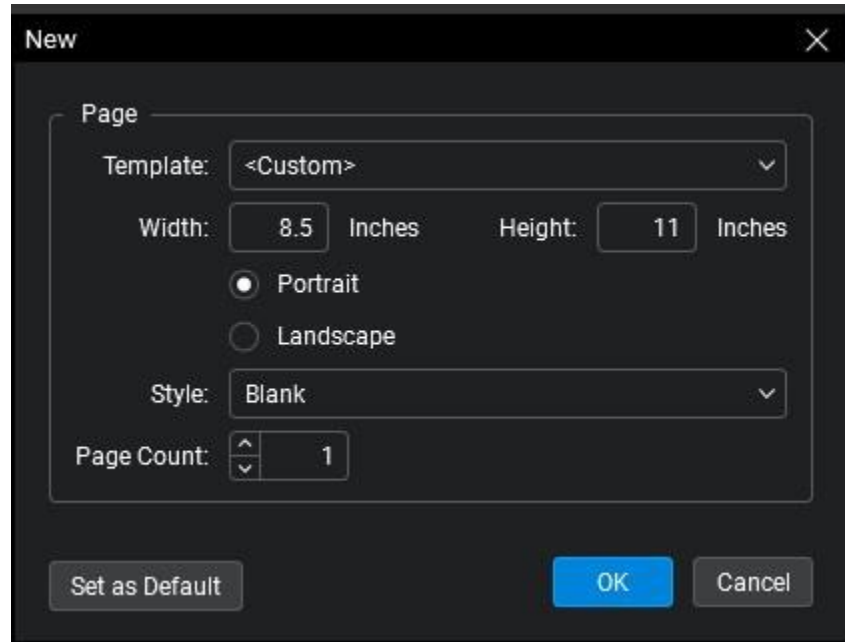 New
Page
Template: <Custom>
Width: 8.5 Inches Height: 11 Inches
Portrait
Landscape
Style: Blank
Page Count: 1
Set as Default OK Cancel